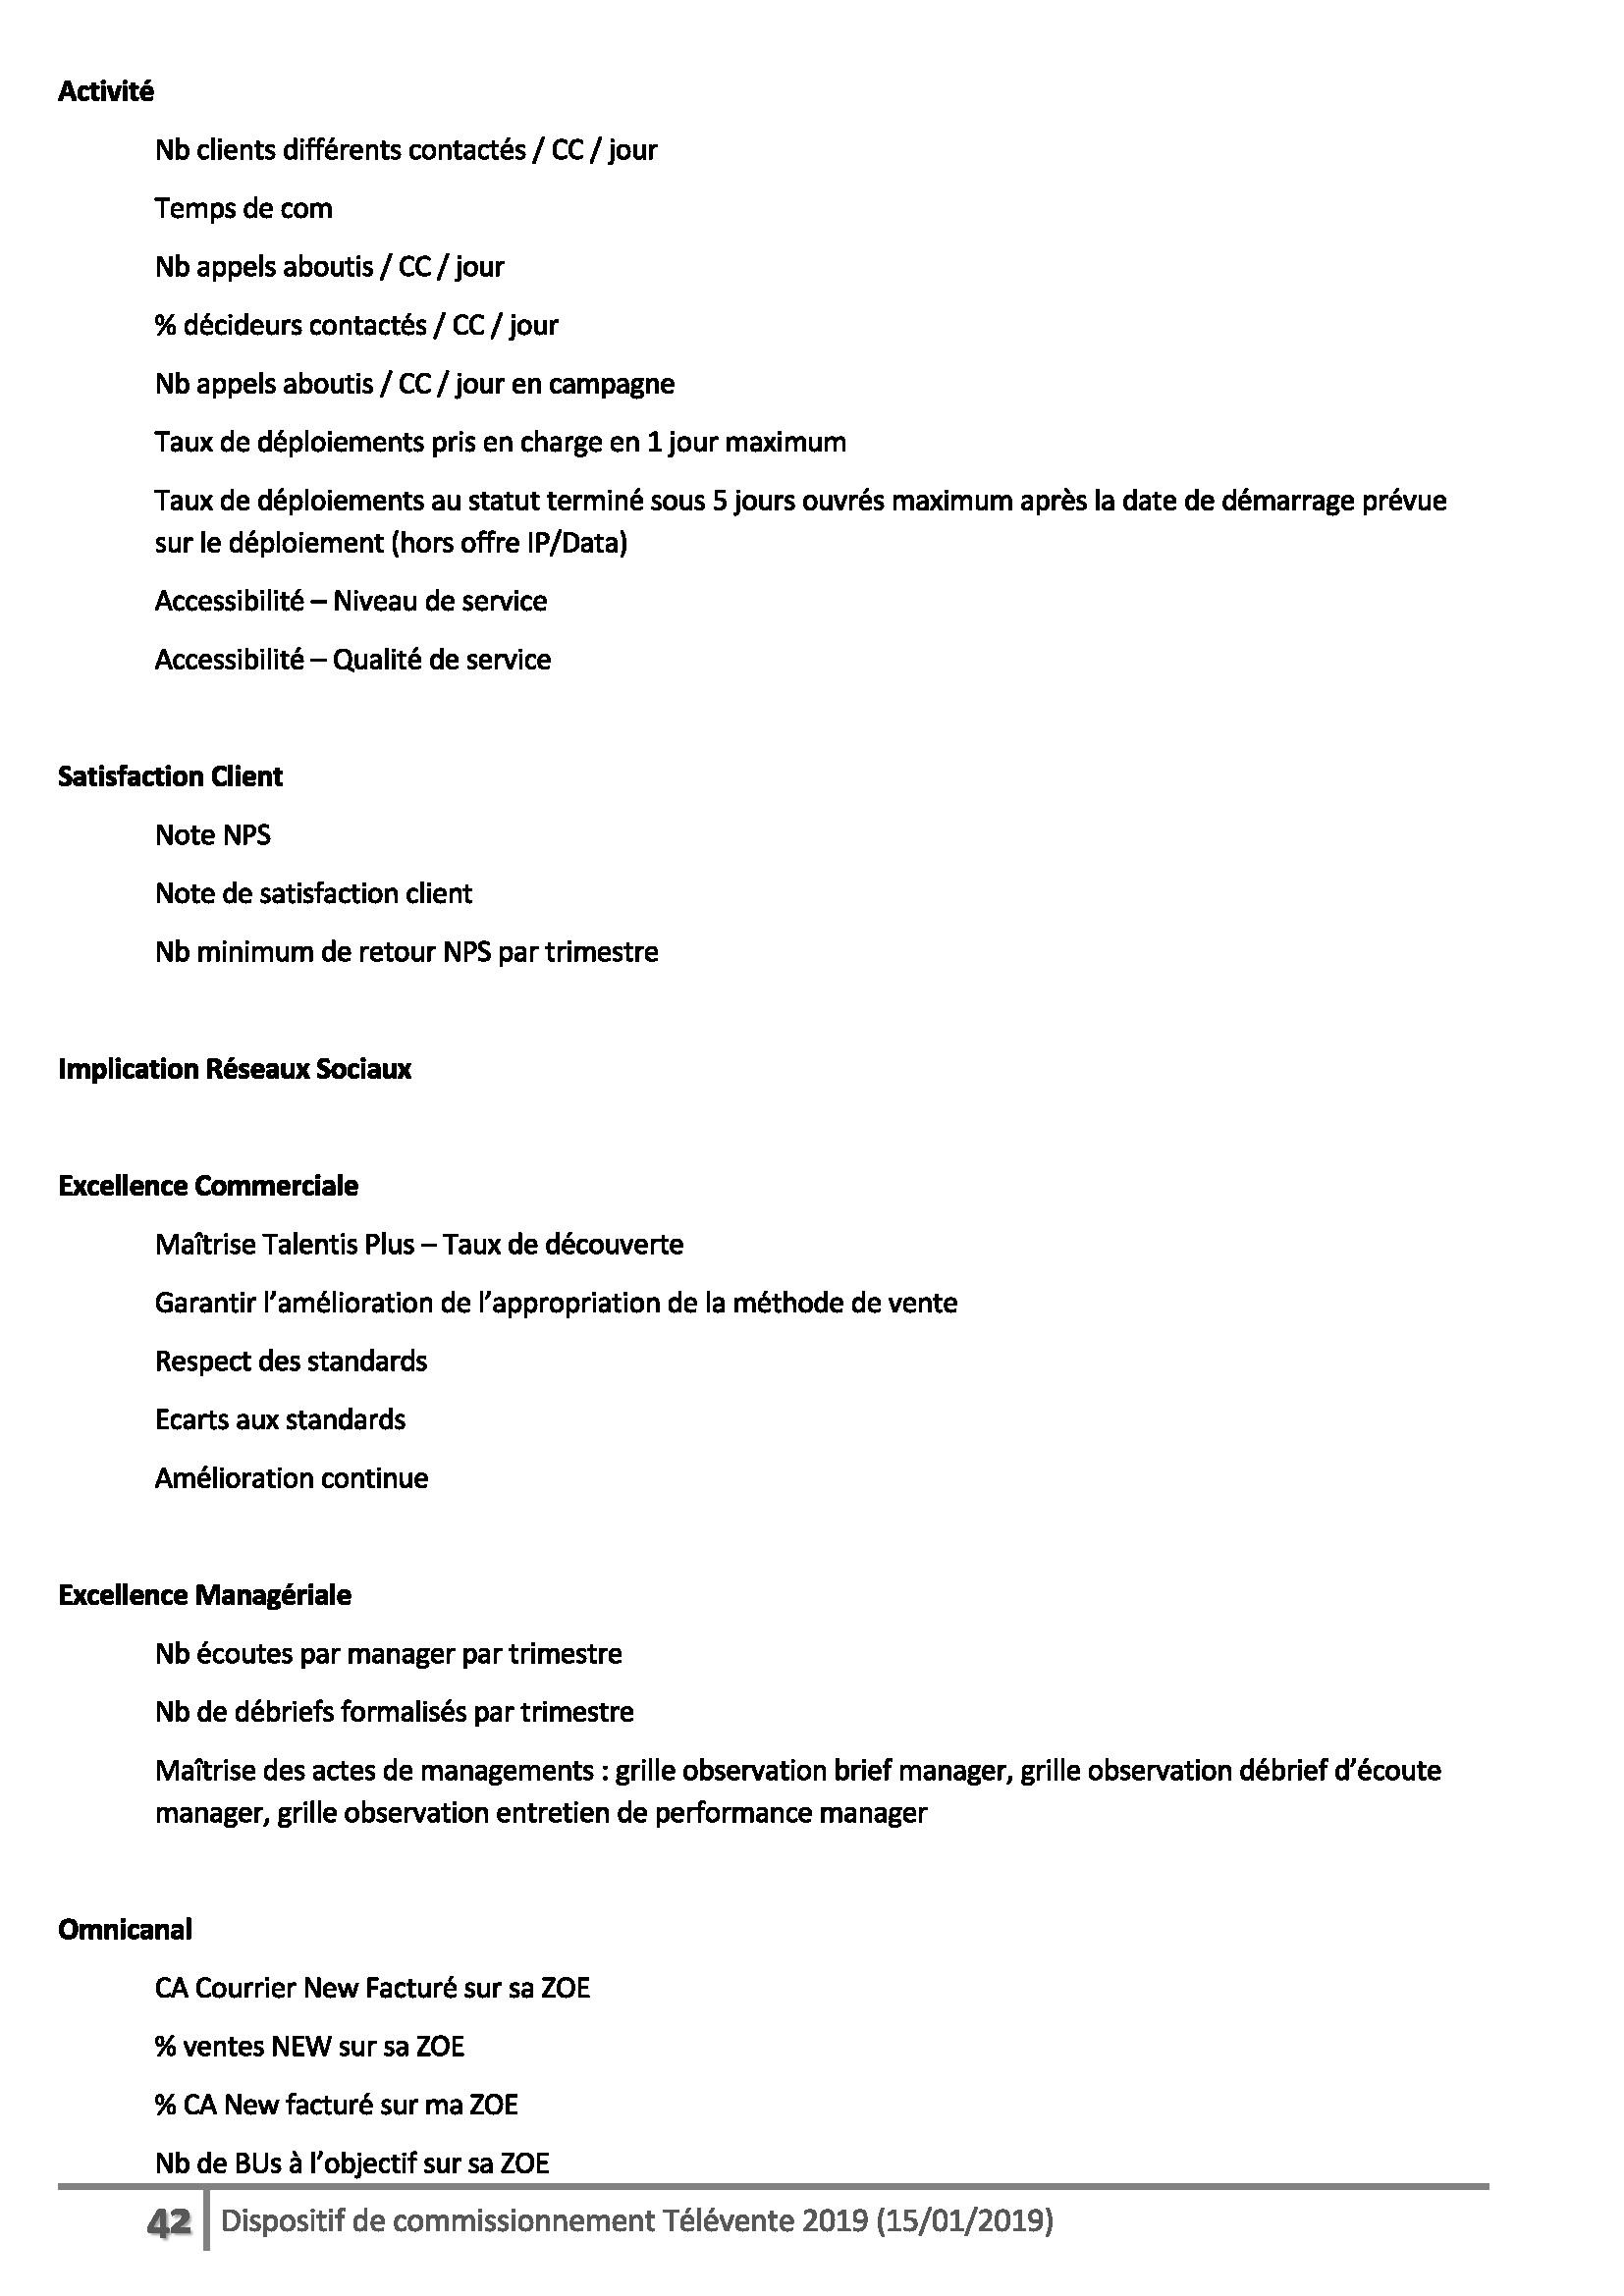 Activité
Nb clients différents contactés / CC / jour
Temps de com
Nb appels aboutis / CC / jour
% décideurs contactés / CC / jour
Nb appels aboutis / CC / jour en campagne
Taux de déploiements pris en charge en 1 jour maximum
Taux de déploiements au statut terminé sous 5 jours ouvrés maximum après la date de démarrage prévue
sur le déploiement (hors offre IP/Data)
Accessibilité – Niveau de service
Accessibilité – Qualité de service
Satisfaction Client
Note NPS
Note de satisfaction client
Nb minimum de retour NPS par trimestre
Implication Réseaux Sociaux
Excellence Commerciale
Maîtrise Talentis Plus – Taux de découverte
Garantir l’amélioration de l’appropriation de la méthode de vente
Respect des standards
Ecarts aux standards
Amélioration continue
Excellence Managériale
Nb écoutes par manager par trimestre
Nb de débriefs formalisés par trimestre
Maîtrise des actes de managements : grille observation brief manager, grille observation débrief d’écoute
manager, grille observation entretien de performance manager
Omnicanal
CA Courrier New Facturé sur sa ZOE
% ventes NEW sur sa ZOE
% CA New facturé sur ma ZOE
Nb de BUs à l’objectif sur sa ZOE
42 Dispositif de commissionnement Télévente 2019 (15/01/2019)